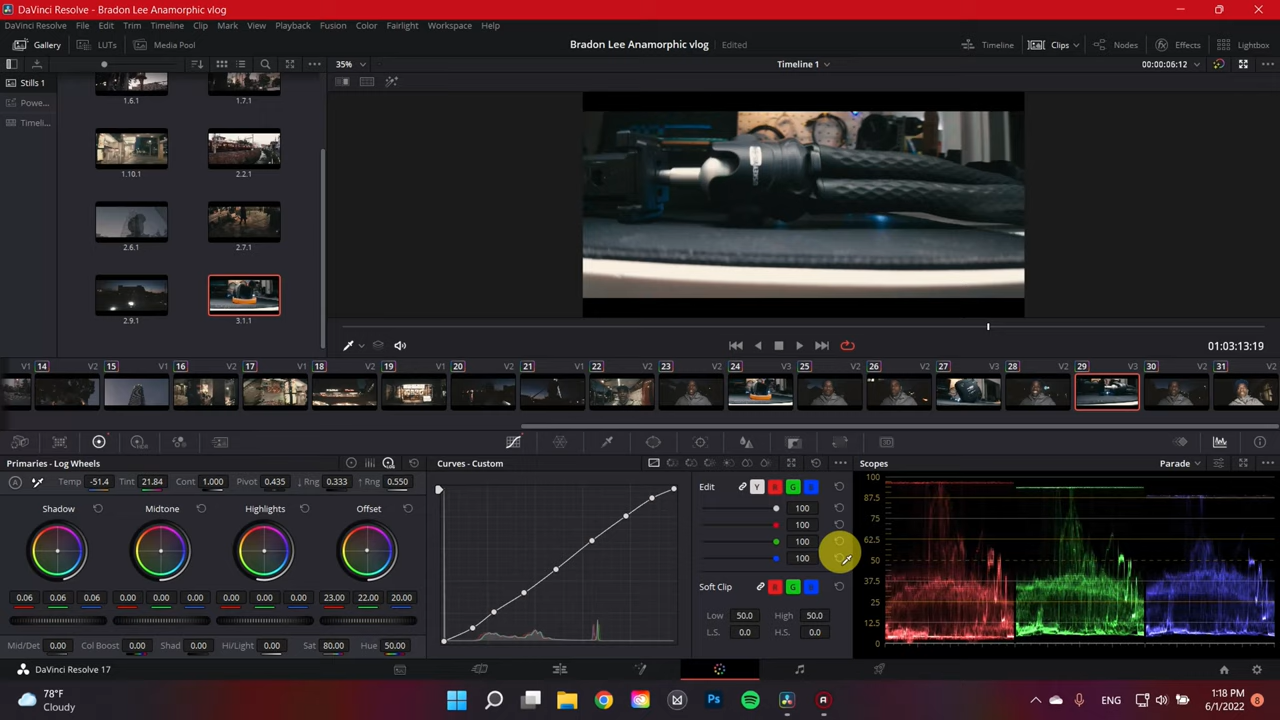 DaVinci Resolve - Bradon Lee Anamorphic vlog
DaVinci Resolve File Edit Trim Timeline Clip Mark View Playback Fusion Color Fairlight Workspace Help
Gallery LUTs Media Pool Bradon Lee Anamorphic vlog Edited Timeline Clips Nodes Effects Lightbox
35% Timeline 1 00:00:06:12
Stills 1
Powe...
Timeli...
1.6.1 1.7.1
1.10.1 2.2.1
2.6.1 2.7.1
2.9.1 3.1.1
01:03:13:19
V1 14 V2 15 V1 16 V2 17 V1 18 V2 19 V1 20 V2 21 V1 22 V2 23 V2 24 V3 25 V2 26 V2 27 V3 28 V2 29 V3 30 V2 31 V1
Primaries - Log Wheels Curves - Custom Scopes Parade
Temp -51.4 Tint 21.84 Cont 1.000 Pivot 0.435 ↓ Rng 0.333 ↑ Rng 0.550
Shadow Midtone Highlights Offset
0.06 0.06 0.06 0.00 0.00 0.00 0.00 0.00 0.00 23.00 22.00 20.00
Mid/Det 0.00 Col Boost 0.00 Shad 0.00 Hi/Light 0.00 Sat 80.00 Hue 50.00
Edit Y R G B
100
100
100
100
Soft Clip R G B
Low 50.0 High 50.0
L.S. 0.0 H.S. 0.0
100
87.5
75
62.5
50
37.5
25
12.5
0
DaVinci Resolve 17
78°F
Cloudy
Ps
ENG
1:18 PM
6/1/2022
8